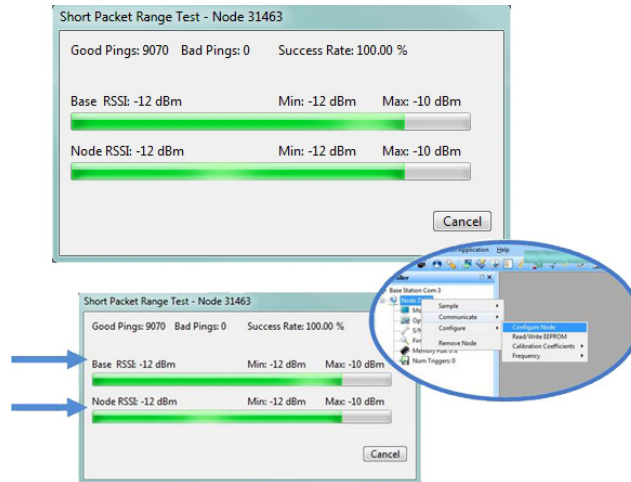 Short Packet Range Test - Node 31463
Good Pings: 9070 Bad Pings: 0 Success Rate: 100.00 %
Base RSSI: -12 dBm Min: -12 dBm Max: -10 dBm
Node RSSI: -12 dBm Min: -12 dBm Max: -10 dBm
Cancel
Application Help
Base Station Com 3
Node
Sample
Communicate
Configure
Remove Node
Configure Node
Read/Write EEPROM
Calibration Coefficients
Frequency
Num Triggers: 0
Short Packet Range Test - Node 31463
Good Pings: 9070 Bad Pings: 0 Success Rate: 100.00 %
Base RSSI: -12 dBm Min: -12 dBm Max: -10 dBm
Node RSSI: -12 dBm Min: -12 dBm Max: -10 dBm
Cancel